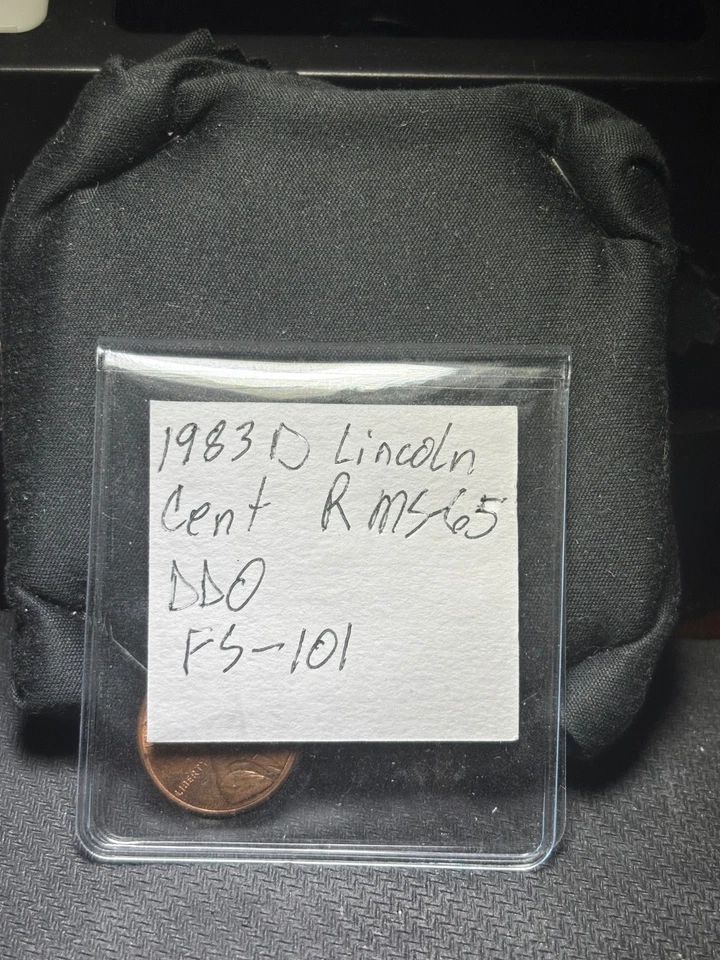 1983 D Lincoln
Cent R MS-65
DDO
FS-101
LIBERTY